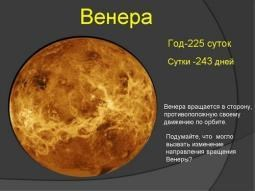 Венера
Год-225 суток
Сутки -243 дней
Венера вращается в сторону,
противоположную своему
движению по орбите.
Подумайте, что могло
вызвать изменение
направления вращения
Венеры?